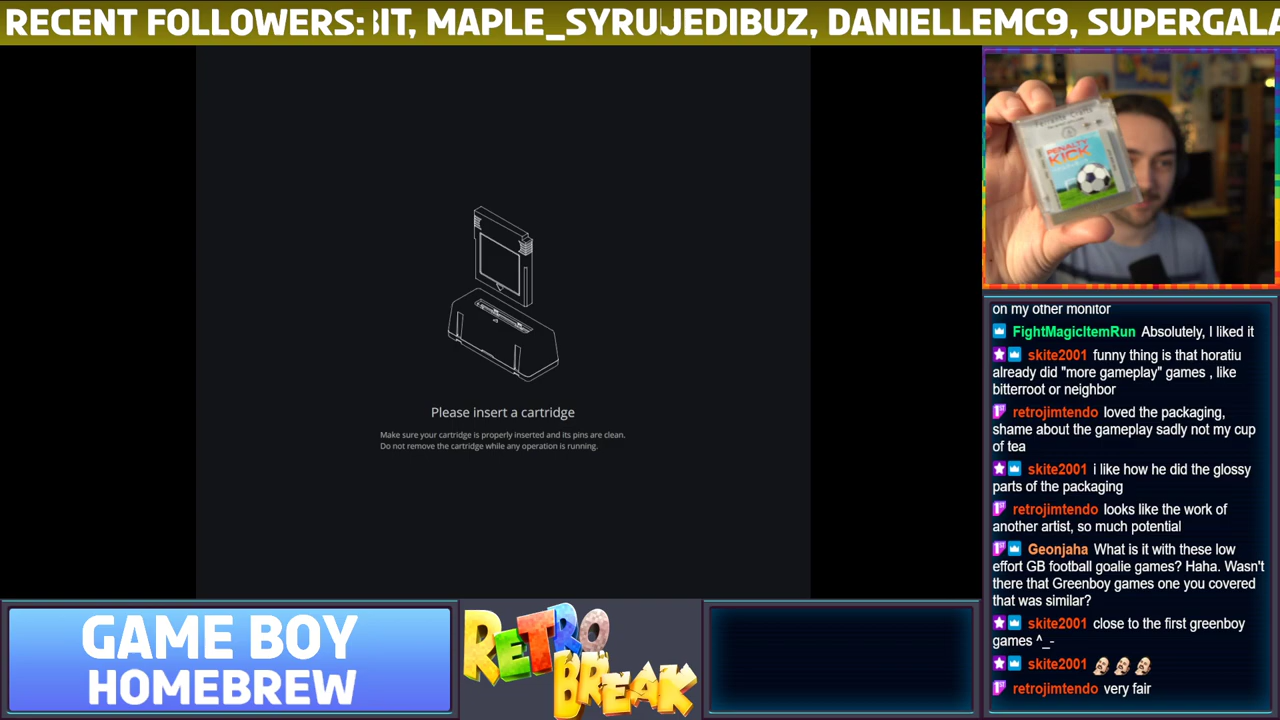 RECENT FOLLOWERS: BIT, MAPLE_SYRUJEDIBUZ, DANIELLEMC9, SUPERGALA
PENALTY
KICK
Please insert a cartridge
Make sure your cartridge is properly inserted and its pins are clean.
Do not remove the cartridge while any operation is running.
on my other monitor
FightMagicItemRun Absolutely, I liked it
skite2001 funny thing is that horatiu
already did "more gameplay" games , like
bitterroot or neighbor
retrojimtendo loved the packaging,
shame about the gameplay sadly not my cup
of tea
skite2001 i like how he did the glossy
parts of the packaging
retrojimtendo looks like the work of
another artist, so much potential
Geonjaha What is it with these low
effort GB football goalie games? Haha. Wasn't
there that Greenboy games one you covered
that was similar?
skite2001 close to the first greenboy
games ^_-
skite2001
retrojimtendo very fair
GAME BOY
HOMEBREW
RETRO
BREAK